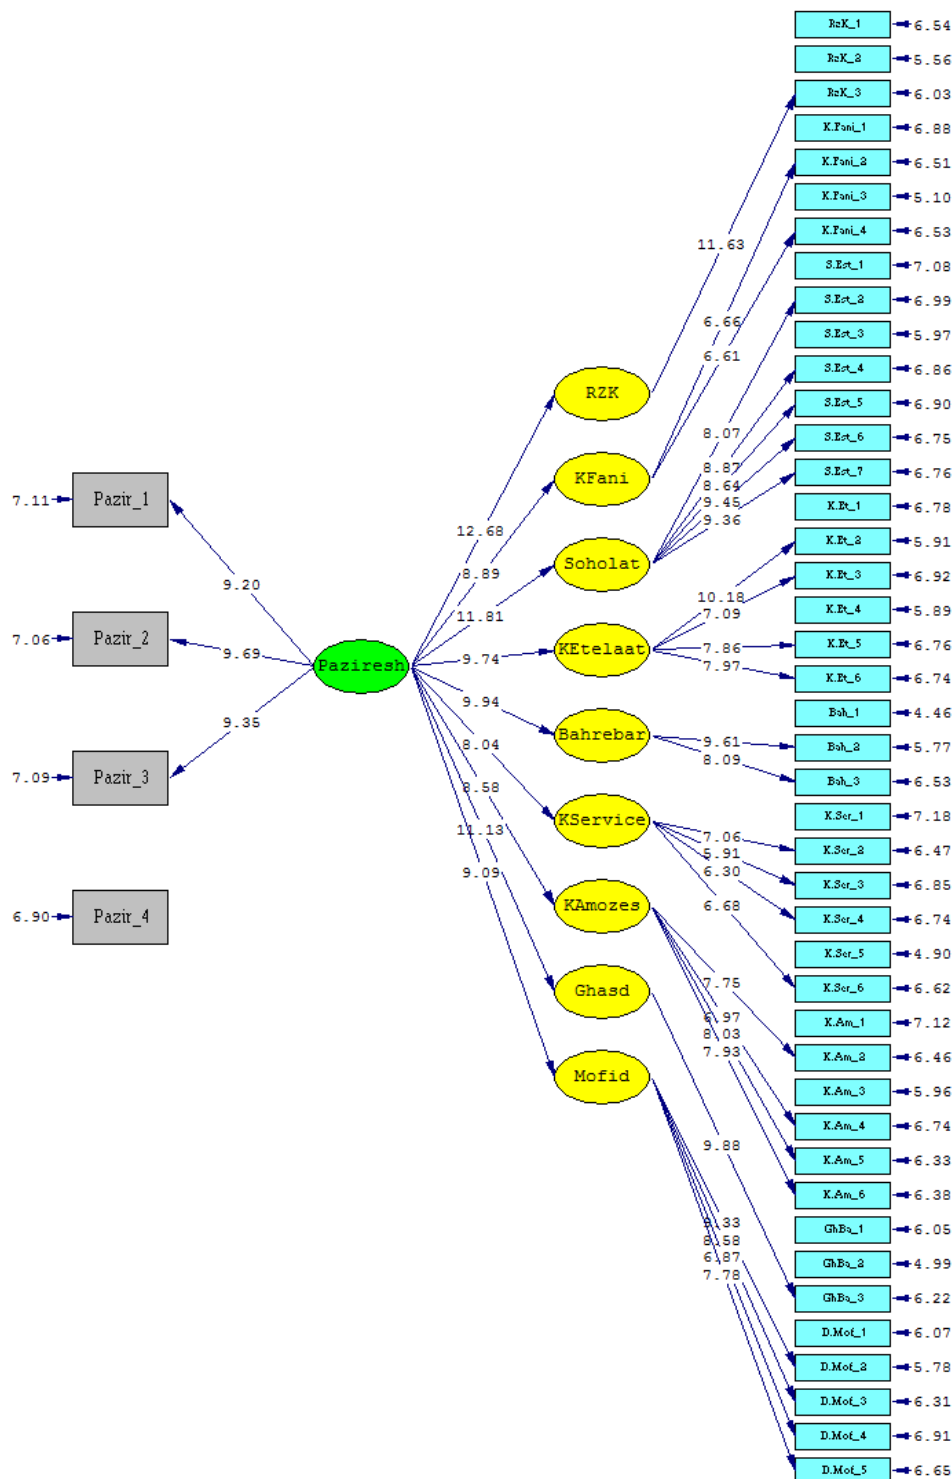 RzK_1 6.54
RzK_2 5.56
RzK_3 6.03
K.Fani_1 6.88
K.Fani_2 6.51
K.Fani_3 5.10
K.Fani_4 6.53
11.63
S.Est_1 7.08
S.Est_2 6.99
6.66
S.Est_3 5.97
6.61
S.Est_4 6.86
RZK
S.Est_5 6.90
8.07
S.Est_6 6.75
8.87
S.Est_7 6.76
KFani
8.64
7.11 Pazir_1
9.45
K.Et_1 6.78
9.36
12.68
K.Et_2 5.91
Soholat
8.89
K.Et_3 6.92
9.20
10.18
K.Et_4 5.89
11.81
7.09
7.06 Pazir_2
K.Et_5 6.76
7.86
KEtelaat
9.69
9.74
7.97
Paziresh
K.Et_6 6.74
9.94
Bah_1 4.46
9.35
Bahrebar
9.61
Bah_2 5.77
8.04
8.09
7.09 Pazir_3
Bah_3 6.53
8.58
K.Ser_1 7.18
KService
11.13
7.06
K.Ser_2 6.47
5.91
9.09
6.30
K.Ser_3 6.85
KAmozes
6.68
6.90 Pazir_4
K.Ser_4 6.74
K.Ser_5 4.90
7.75
Ghasd
K.Ser_6 6.62
6.97
K.Am_1 7.12
8.03
7.93
K.Am_2 6.46
Mofid
K.Am_3 5.96
K.Am_4 6.74
9.88
K.Am_5 6.33
K.Am_6 6.38
9.33
GhBa_1 6.05
8.58
6.87
GhBa_2 4.99
7.78
GhBa_3 6.22
D.Mof_1 6.07
D.Mof_2 5.78
D.Mof_3 6.31
D.Mof_4 6.91
D.Mof_5 6.65